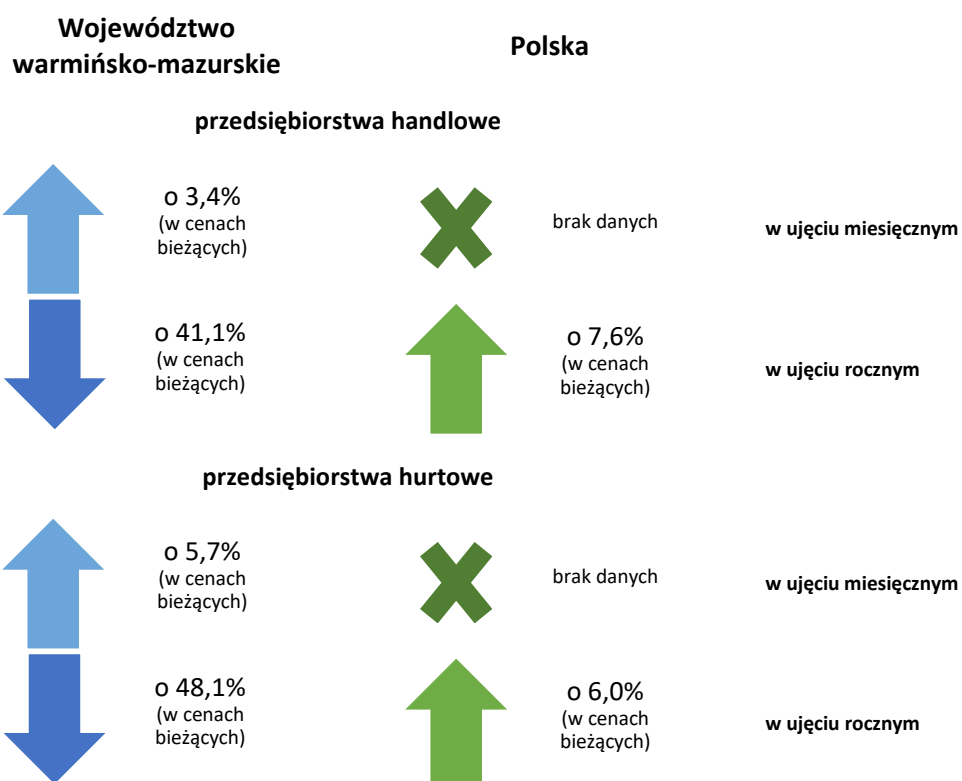 Województwo
warmińsko-mazurskie
Polska
przedsiębiorstwa handlowe
o 3,4%
(w cenach
bieżących)
brak danych
w ujęciu miesięcznym
o 41,1%
(w cenach
bieżących)
o 7,6%
(w cenach
bieżących)
w ujęciu rocznym
przedsiębiorstwa hurtowe
o 5,7%
(w cenach
bieżących)
brak danych
w ujęciu miesięcznym
o 48,1%
(w cenach
bieżących)
o 6,0%
(w cenach
bieżących)
w ujęciu rocznym